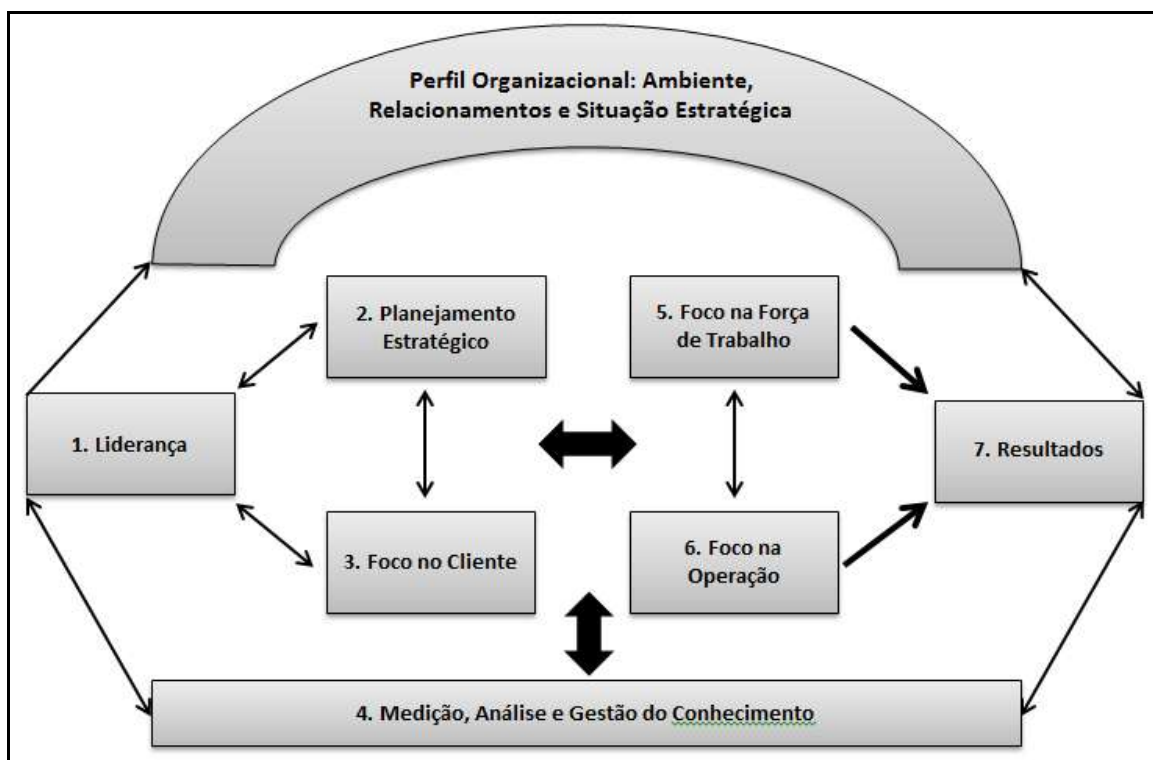 Perfil Organizacional: Ambiente,
Relacionamentos e Situação Estratégica
2. Planejamento
Estratégico
5. Foco na Força
de Trabalho
1. Liderança
7. Resultados
3. Foco no Cliente
6. Foco na
Operação
4. Medição, Análise e Gestão do Conhecimento